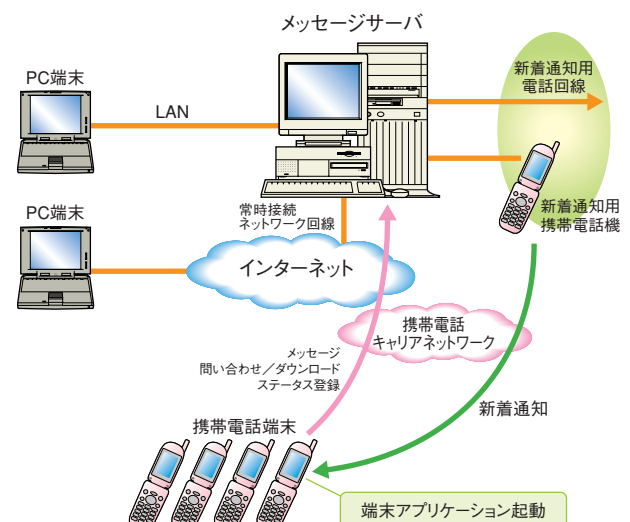 メッセージサーバ
新着通知用
電話回線
PC端末
LAN
PC端末
常時接続
ネットワーク回線
新着通知用
携帯電話機
インターネット
携帯電話
キャリアネットワーク
メッセージ
問い合わせ／ダウンロード
ステータス登録
新着通知
携帯電話端末
端末アプリケーション起動